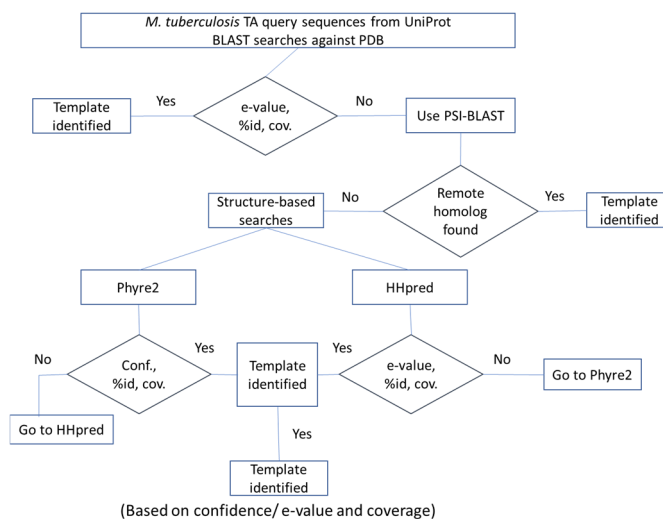 M. tuberculosis TA query sequences from UniProt
BLAST searches against PDB
Yes
No
Template
identified
e-value,
%id, cov.
Use PSI-BLAST
No
Yes
Structure-based
searches
Remote
homolog
found
Template
identified
Phyre2
HHpred
No
Yes
Yes
No
Conf.,
%id, cov.
Template
identified
e-value,
%id, cov.
Go to Phyre2
Go to HHpred
Yes
Template
identified
(Based on confidence/ e-value and coverage)